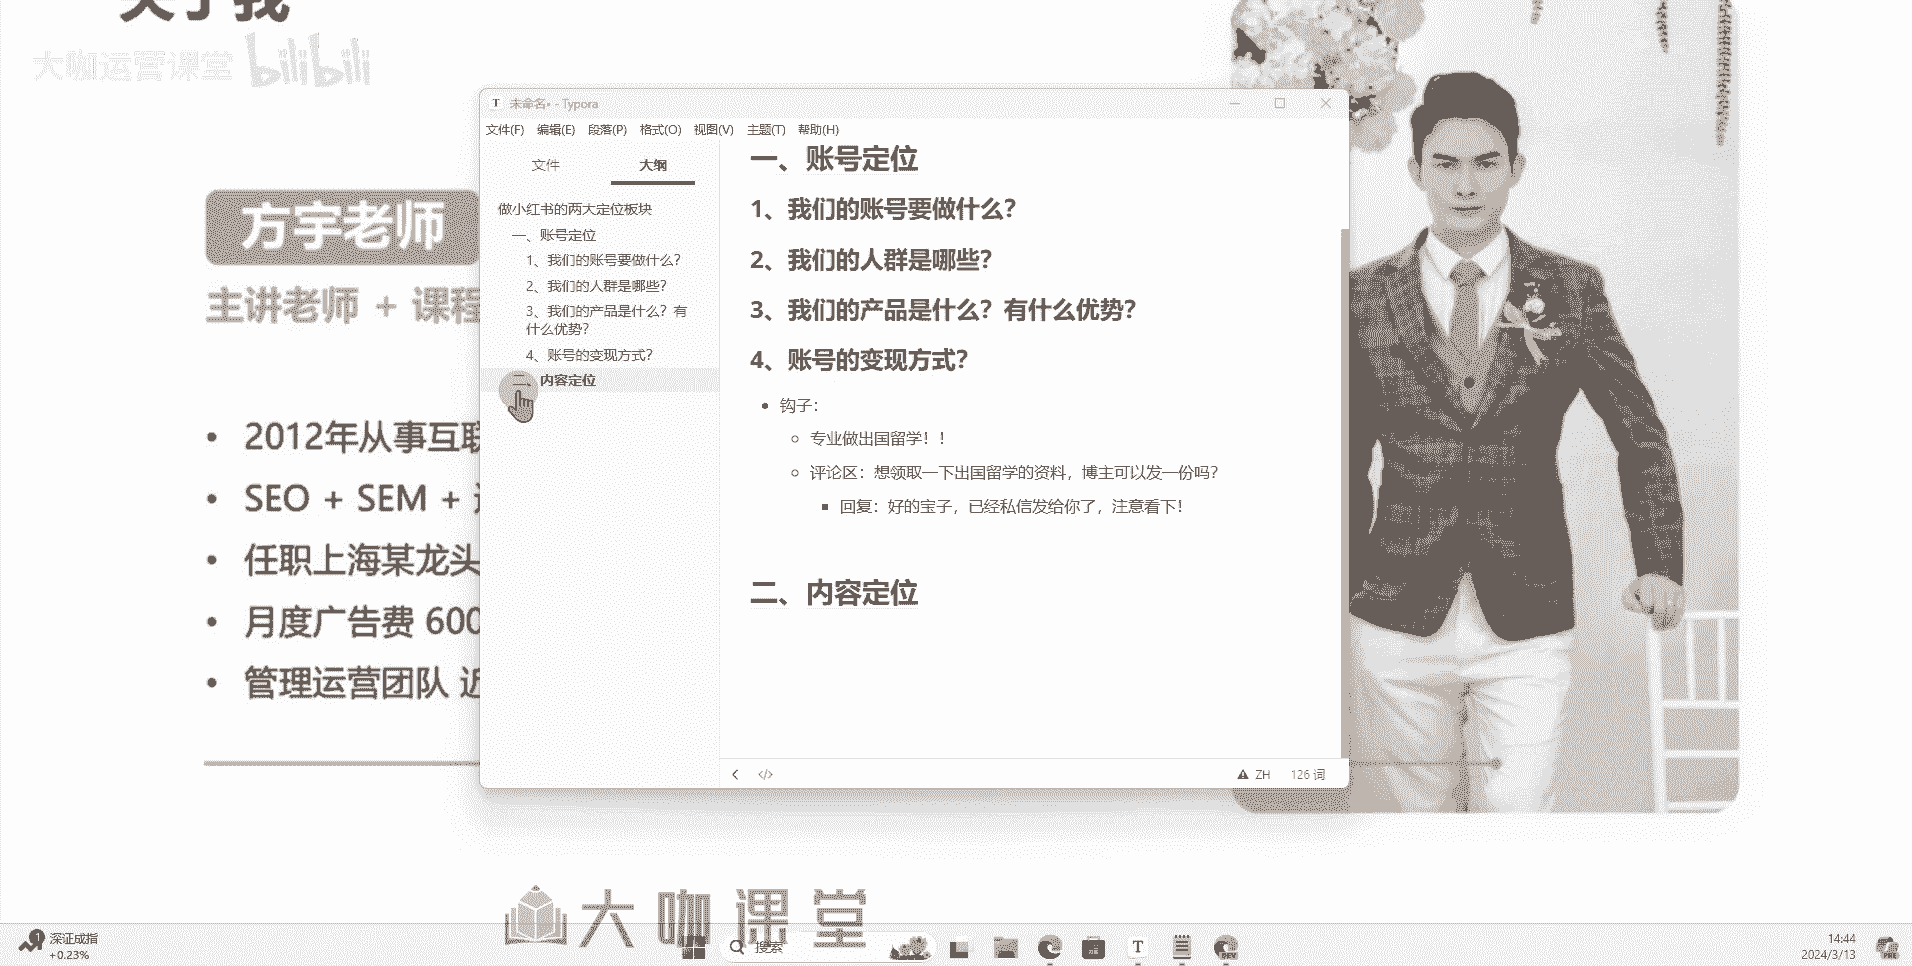 关于我
大咖运营课堂 bilibili
方宇老师
主讲老师 + 课程
2012年从事互联
SEO + SEM +
任职上海某龙头
月度广告费 600
管理运营团队 近
T 未命名• - Typora
文件(F) 编辑(E) 段落(P) 格式(O) 视图(V) 主题(T) 帮助(H)
文件 大纲
做小红书的两大定位板块
一、账号定位
1、我们的账号要做什么？
2、我们的人群是哪些？
3、我们的产品是什么？有
什么优势？
4、账号的变现方式？
二、内容定位
一、账号定位
1、我们的账号要做什么？
2、我们的人群是哪些？
3、我们的产品是什么？有什么优势？
4、账号的变现方式？
钩子：
专业做出国留学！！
评论区：想领取一下出国留学的资料，博主可以发一份吗？
回复：好的宝子，已经私信发给你了，注意看下！
二、内容定位
ZH 126 词
大咖课堂
深证成指
+0.23%
搜索
14:44
2024/3/13